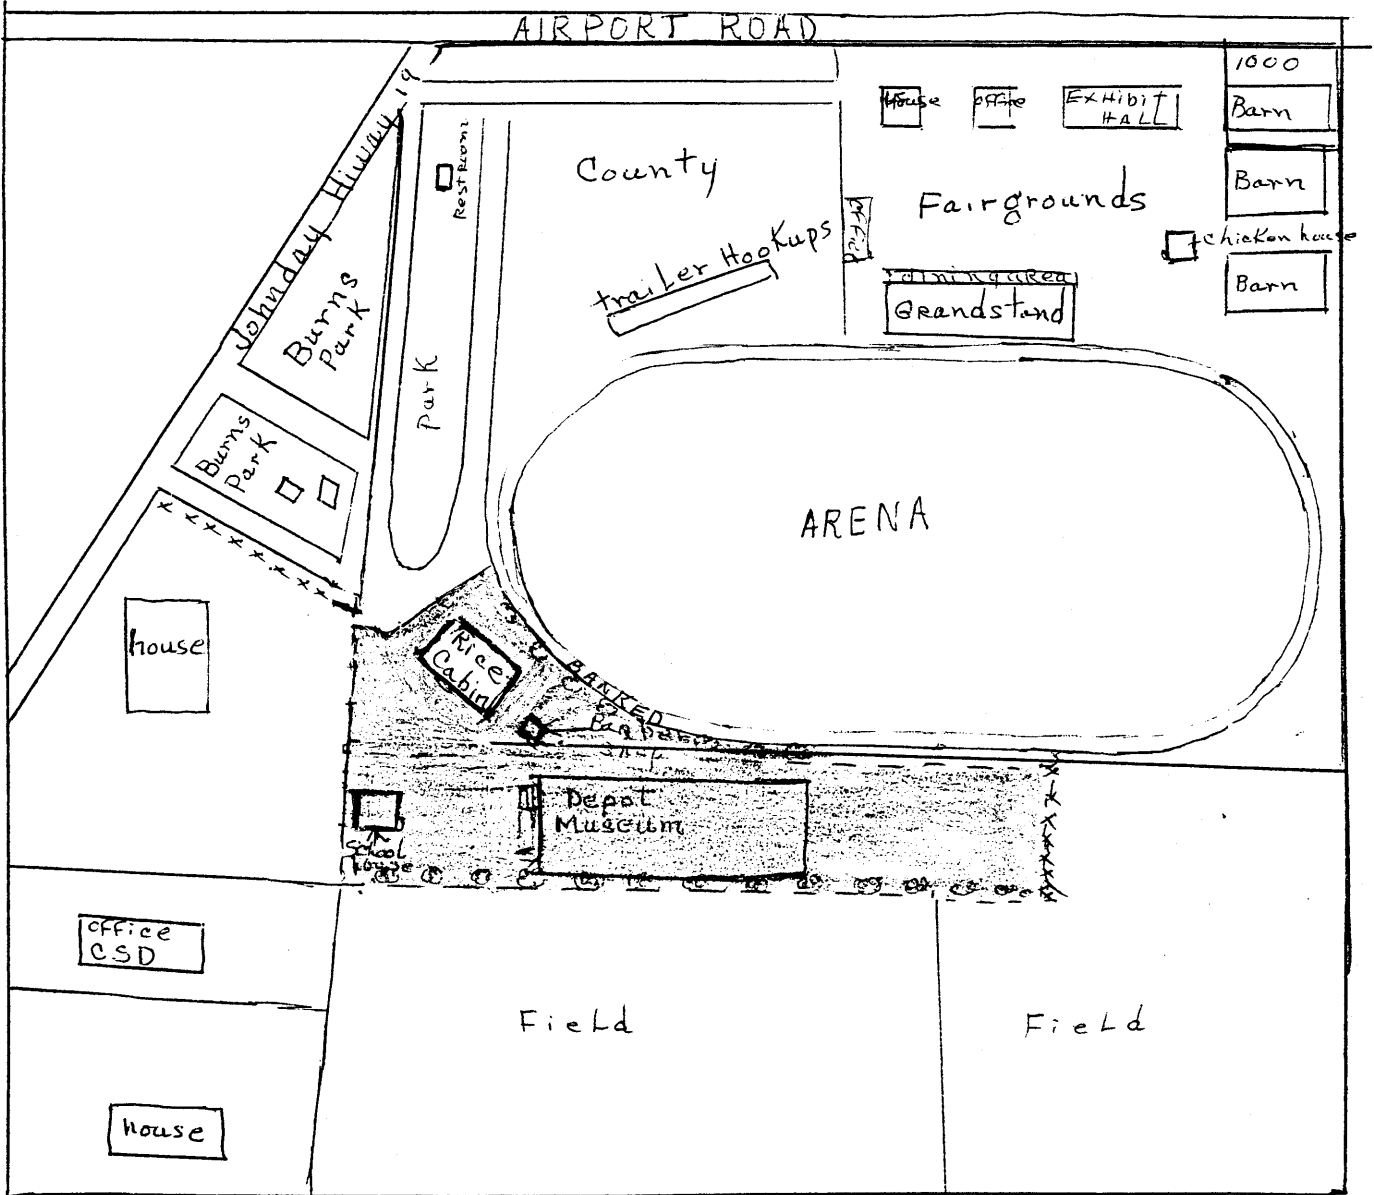 AIRPORT ROAD
Johnday Hiway 19
1000
House
office
EXHibit
HALL
Barn
RestRoom
County
Fairgrounds
Barn
Chicken house
trailer HooKups
diningarea
Grandstand
Barn
Burns
Park
Park
Burns
Park
ARENA
house
Rice
Cabin
BANKED
Depot
Museum
School
house
office
CSD
Field
Field
house